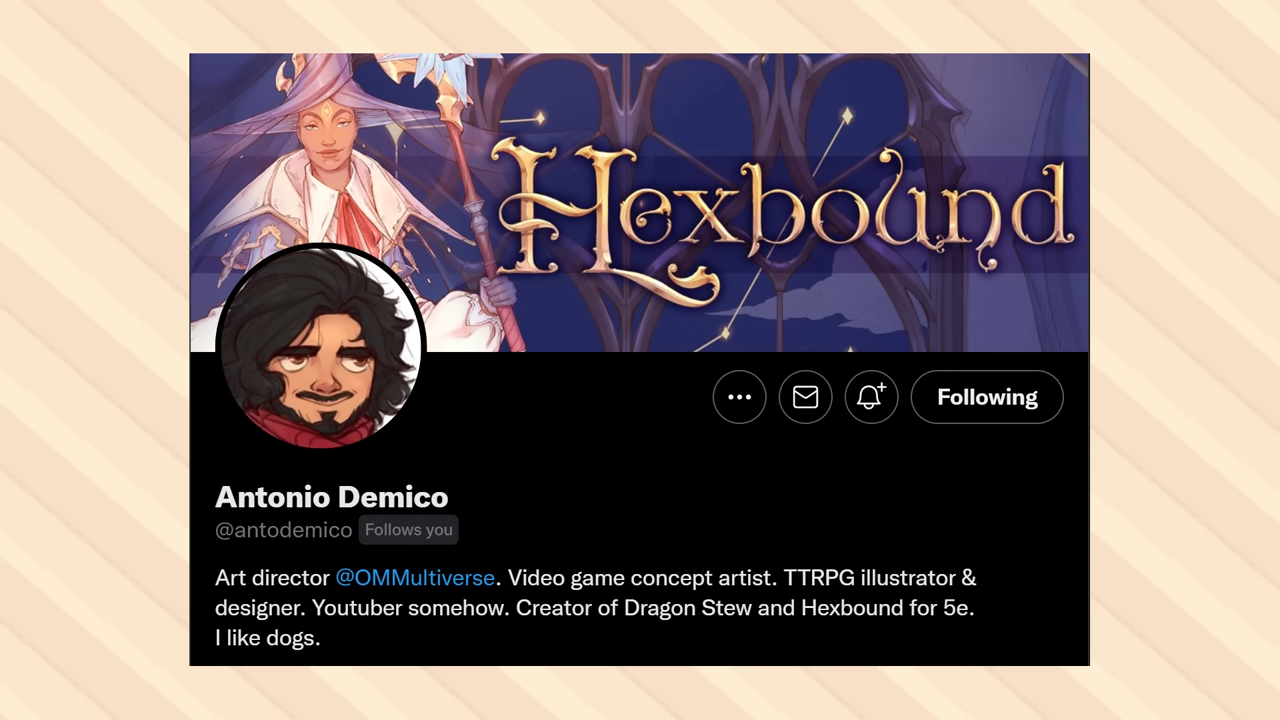 Hexbound
Following
Antonio Demico
@antodemico Follows you
Art director @OMMultiverse. Video game concept artist. TTRPG illustrator &
designer. Youtuber somehow. Creator of Dragon Stew and Hexbound for 5e.
I like dogs.